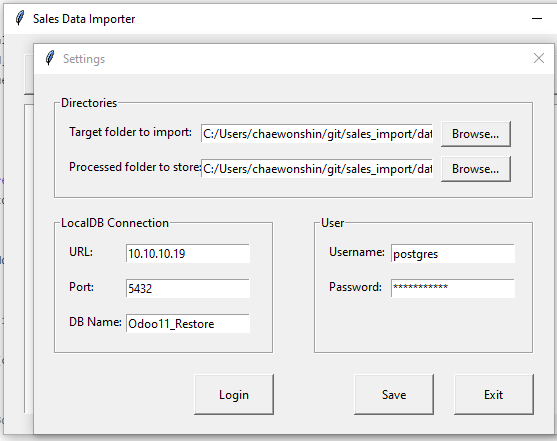 Sales Data Importer
Settings
Directories
Target folder to import: C:/Users/chaewonshin/git/sales_import/dat Browse...
Processed folder to store: C:/Users/chaewonshin/git/sales_import/dat Browse...
LocalDB Connection
URL: 10.10.10.19
Port: 5432
DB Name: Odoo11_Restore
User
Username: postgres
Password: ***********
Login Save Exit